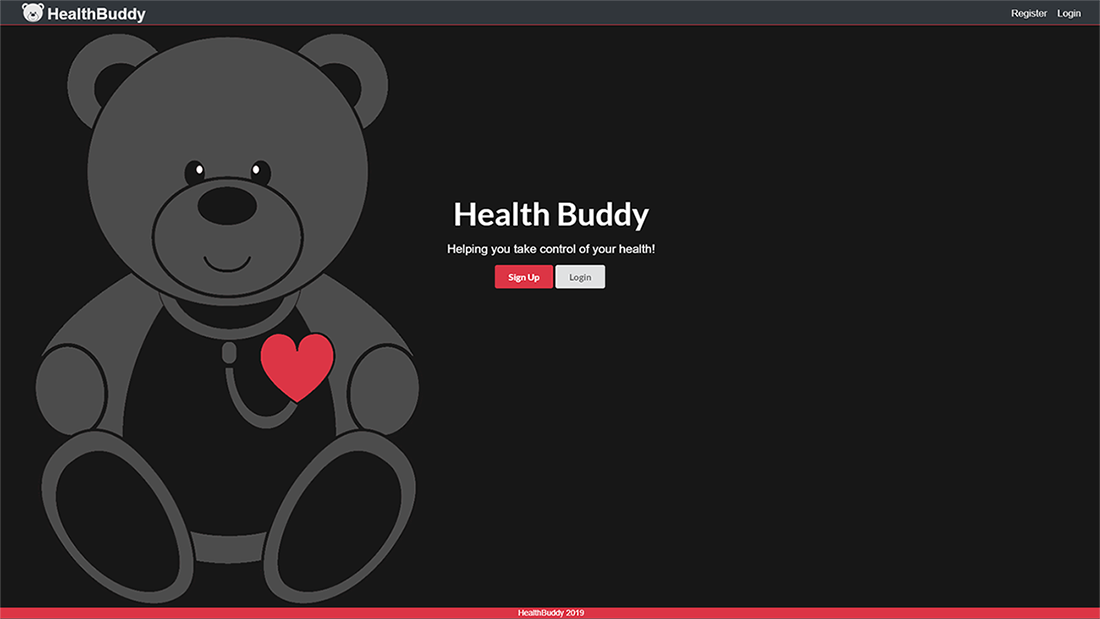 HealthBuddy
Register Login
Health Buddy
Helping you take control of your health!
Sign Up Login
HealthBuddy 2019